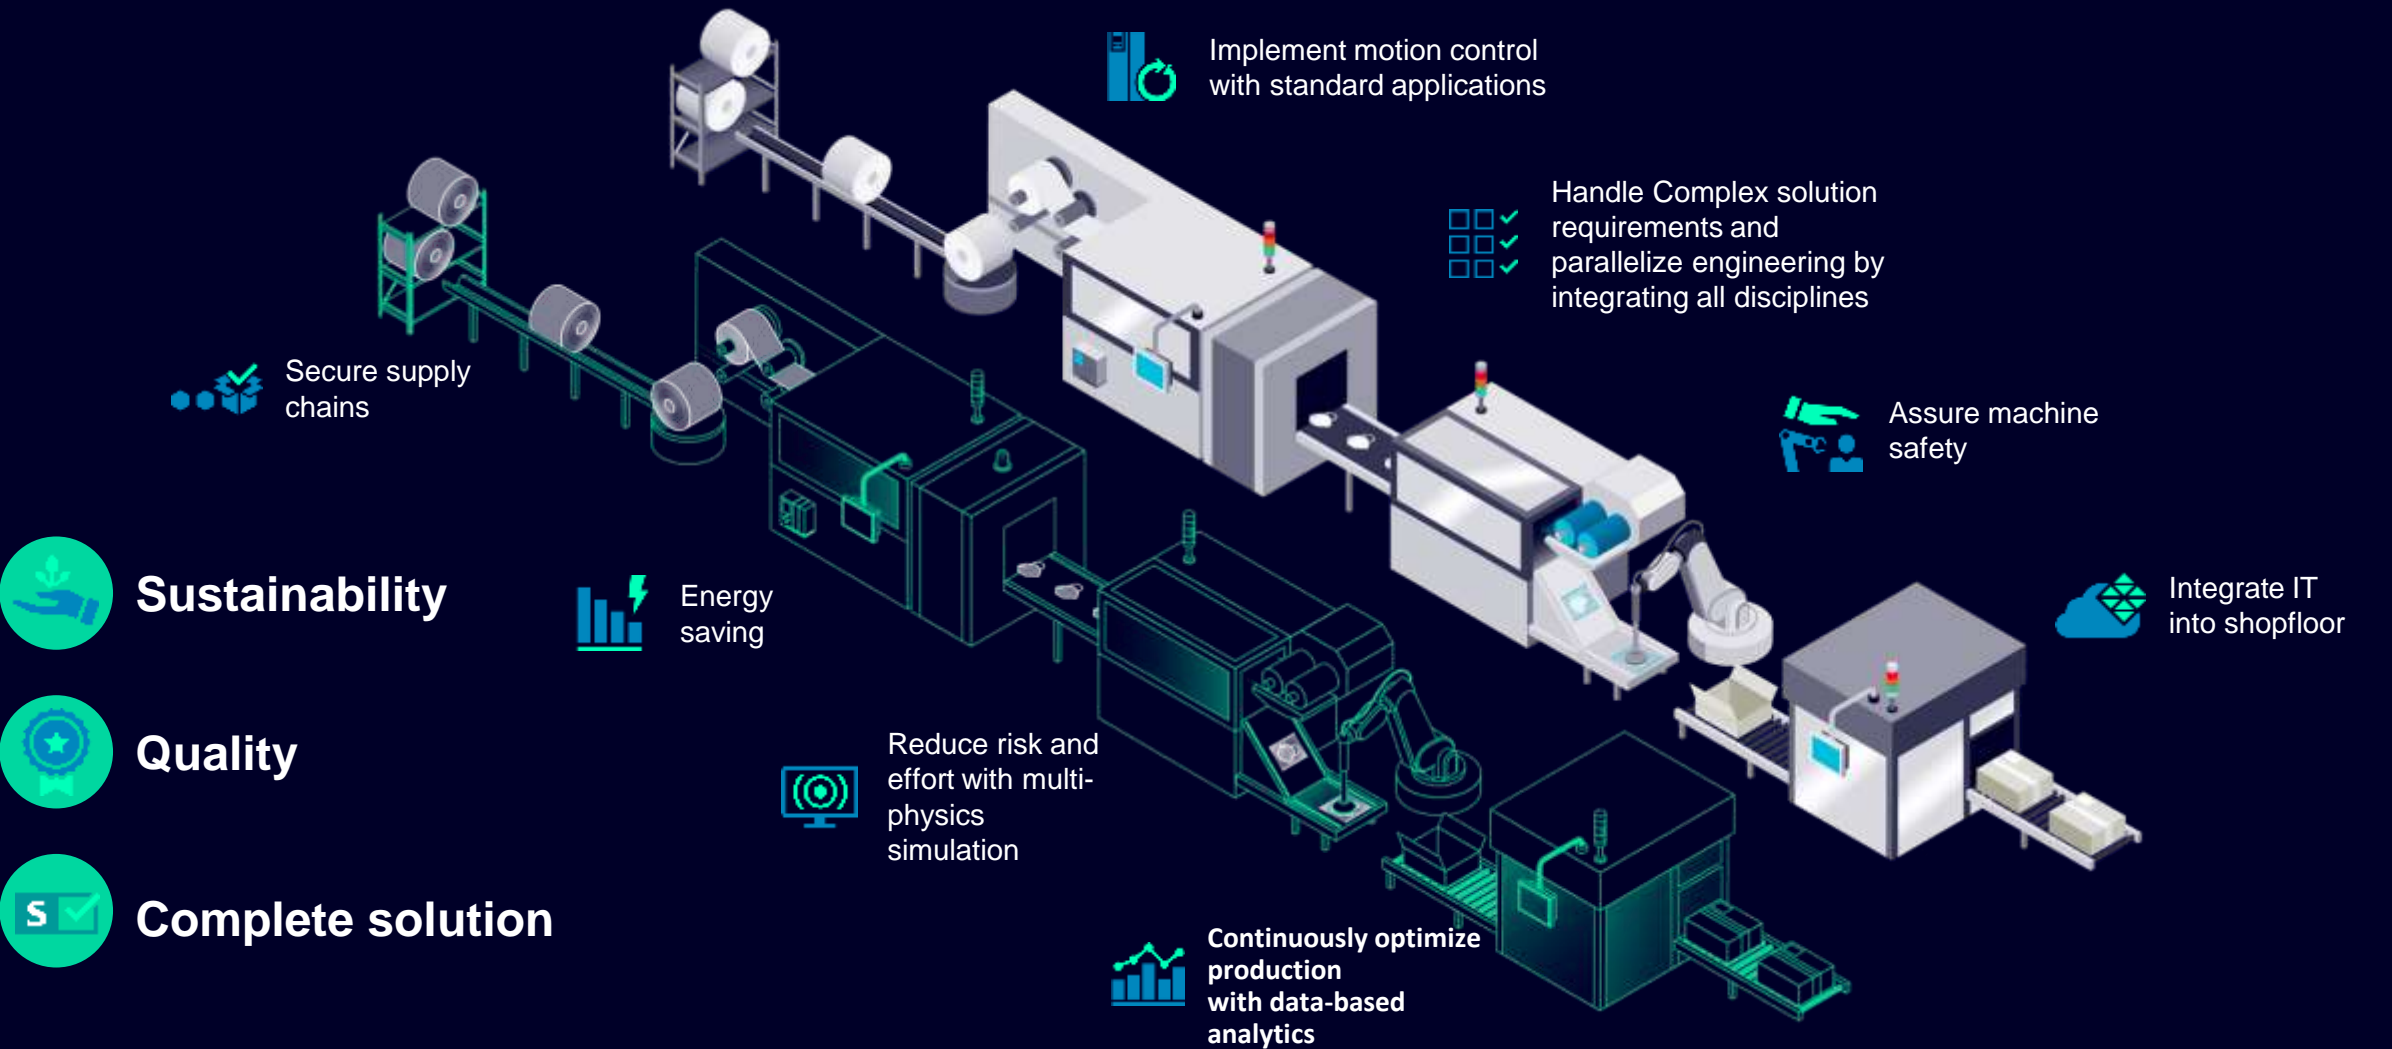 Implement motion control
with standard applications
Handle Complex solution
requirements and
parallelize engineering by
integrating all disciplines
Secure supply
chains
Assure machine
safety
Sustainability
Energy
saving
Integrate IT
into shopfloor
Quality
Reduce risk and
effort with multi-
physics
simulation
S
Complete solution
Continuously optimize
production
with data-based
analytics